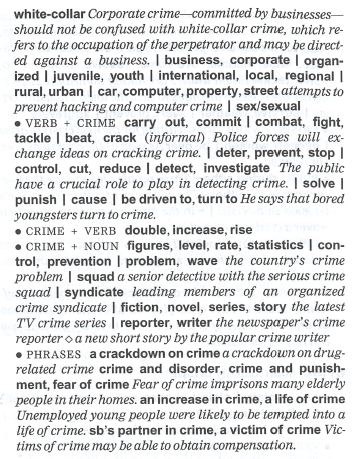 white-collar Corporate crime—committed by businesses—
should not be confused with white-collar crime, which re-
fers to the occupation of the perpetrator and may be direct-
ed against a business. | business, corporate | organ-
ized | juvenile, youth | international, local, regional |
rural, urban | car, computer, property, street attempts to
prevent hacking and computer crime | sex/sexual
● VERB + CRIME carry out, commit | combat, fight,
tackle | beat, crack (informal) Police forces will ex-
change ideas on cracking crime. | deter, prevent, stop |
control, cut, reduce | detect, investigate The public
have a crucial role to play in detecting crime. | solve |
punish | cause | be driven to, turn to He says that bored
youngsters turn to crime.
● CRIME + VERB double, increase, rise
● CRIME + NOUN figures, level, rate, statistics | con-
trol, prevention | problem, wave the country's crime
problem | squad a senior detective with the serious crime
squad | syndicate leading members of an organized
crime syndicate | fiction, novel, series, story the latest
TV crime series | reporter, writer the newspaper's crime
reporter ◇ a new short story by the popular crime writer
● PHRASES a crackdown on crime a crackdown on drug-
related crime crime and disorder, crime and punish-
ment, fear of crime Fear of crime imprisons many elderly
people in their homes. an increase in crime, a life of crime
Unemployed young people were likely to be tempted into a
life of crime. sb's partner in crime, a victim of crime Vic-
tims of crime may be able to obtain compensation.